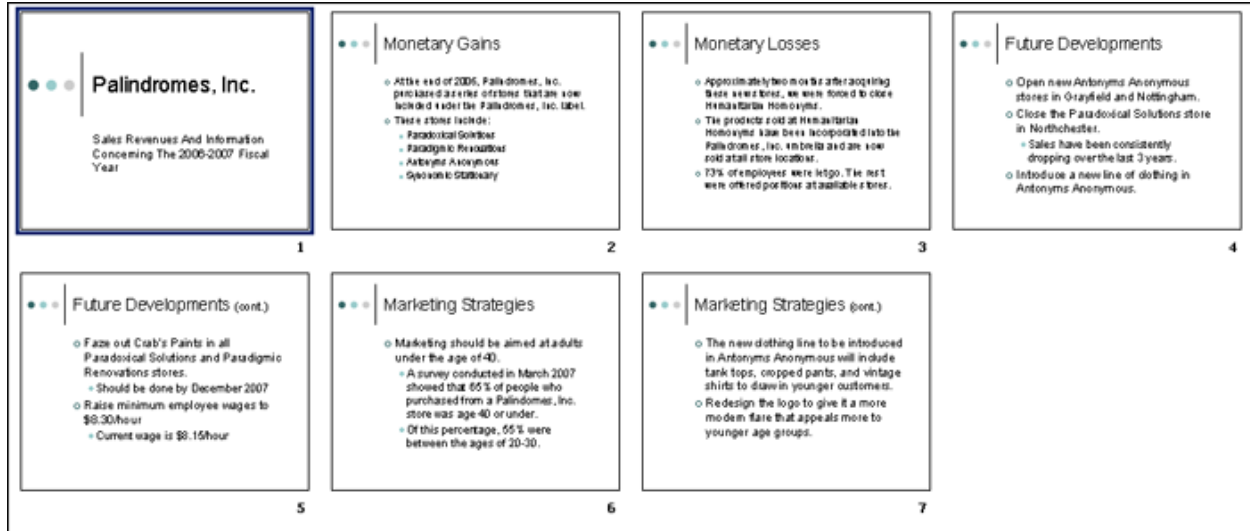 Palindromes, Inc.
Sales Revenues And Information
Concerning The 2006-2007 Fiscal
Year
1
Monetary Gains
At the end of 2006, Palindromes, Inc.
purchased a series of stores that are now
included under the Palindromes, Inc. label.
These stores include:
Paradoxical Solutions
Paradigmic Renovations
Antonyms Anonymous
Synonomic Stationary
2
Monetary Losses
Approximately two months after acquiring
these new stores, we were forced to close
Humanitarian Homonyms.
The products sold at Humanitarian
Homonyms have been incorporated into the
Palindromes, Inc. umbrella and are now
sold at all store locations.
73% of employees were let go. The rest
were offered positions at available stores.
3
Future Developments
Open new Antonyms Anonymous
stores in Grayfield and Nottingham.
Close the Paradoxical Solutions store
in Northchester.
Sales have been consistently
dropping over the last 3 years.
Introduce a new line of clothing in
Antonyms Anonymous.
4
Future Developments (cont.)
Faze out Crab's Paints in all
Paradoxical Solutions and Paradigmic
Renovations stores.
Should be done by December 2007
Raise minimum employee wages to
$8.30/hour
Current wage is $8.15/hour
5
Marketing Strategies
Marketing should be aimed at adults
under the age of 40.
A survey conducted in March 2007
showed that 65% of people who
purchased from a Palindomes, Inc.
store was age 40 or under.
Of this percentage, 55% were
between the ages of 20-30.
6
Marketing Strategies (cont.)
The new clothing line to be introduced
in Antonyms Anonymous will include
tank tops, cropped pants, and vintage
shirts to draw in younger customers.
Redesign the logo to give it a more
modern flare that appeals more to
younger age groups.
7